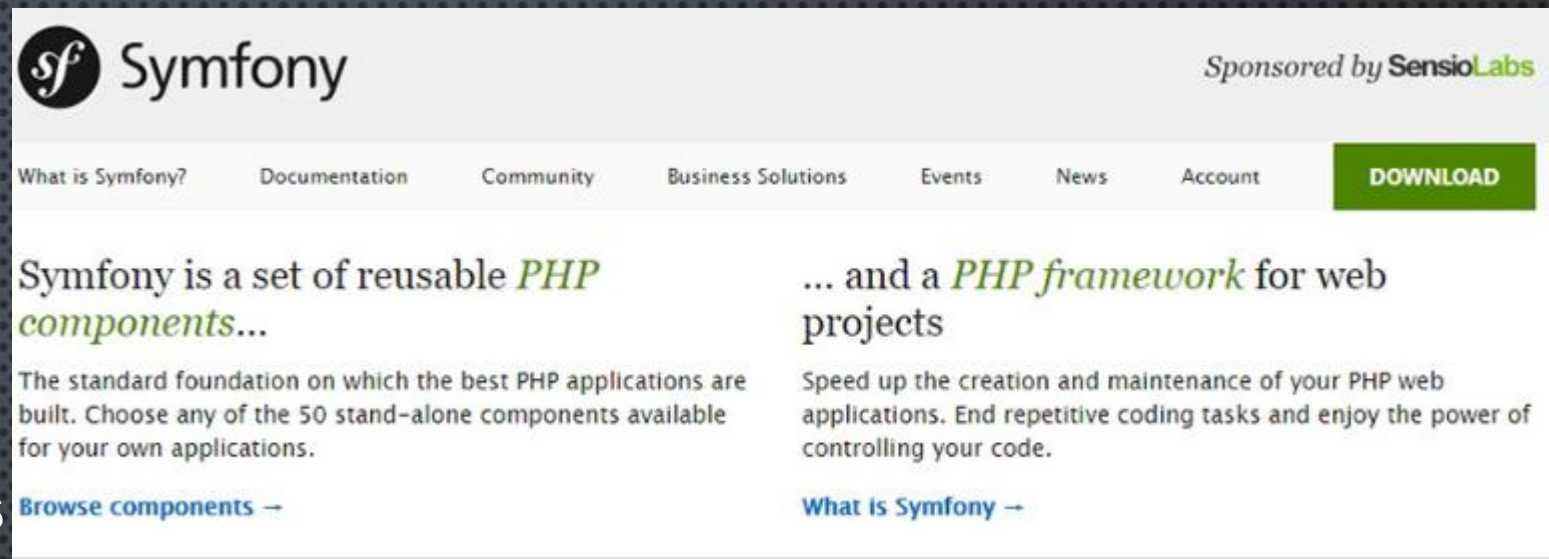 sf Symfony
Sponsored by SensioLabs
What is Symfony? Documentation Community Business Solutions Events News Account DOWNLOAD
Symfony is a set of reusable PHP
components...
The standard foundation on which the best PHP applications are
built. Choose any of the 50 stand-alone components available
for your own applications.
Browse components →
... and a PHP framework for web
projects
Speed up the creation and maintenance of your PHP web
applications. End repetitive coding tasks and enjoy the power of
controlling your code.
What is Symfony →